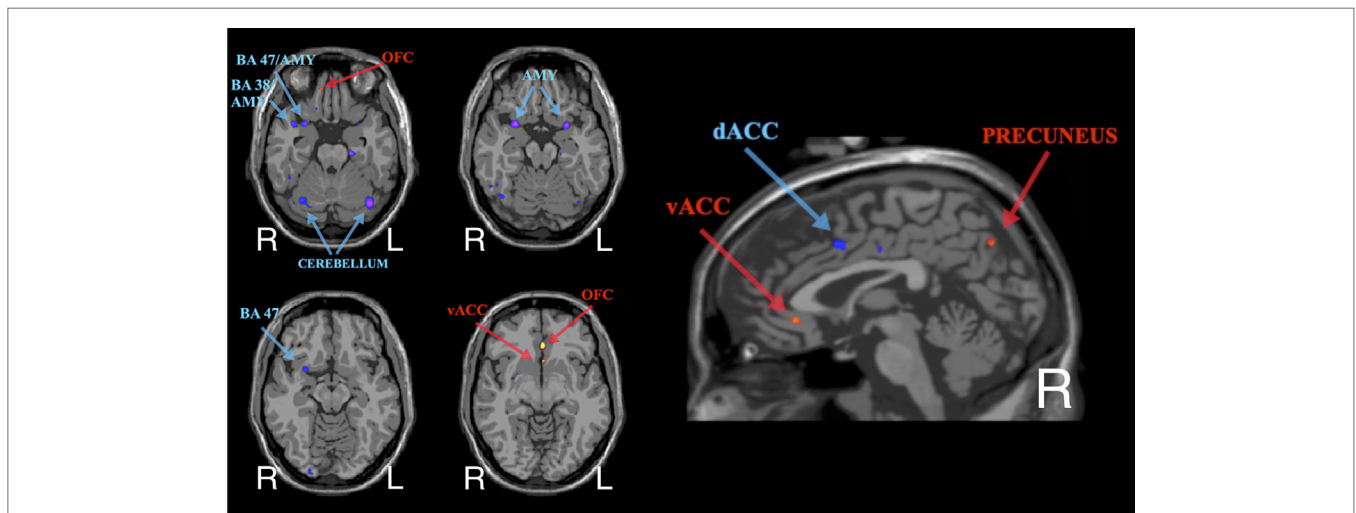 BA 47/AMY
OFC
BA 38
AMY
R
L
CEREBELLUM
AMY
R
L
BA 47
R
L
vACC
OFC
R
L
dACC
PRECUNEUS
vACC
R